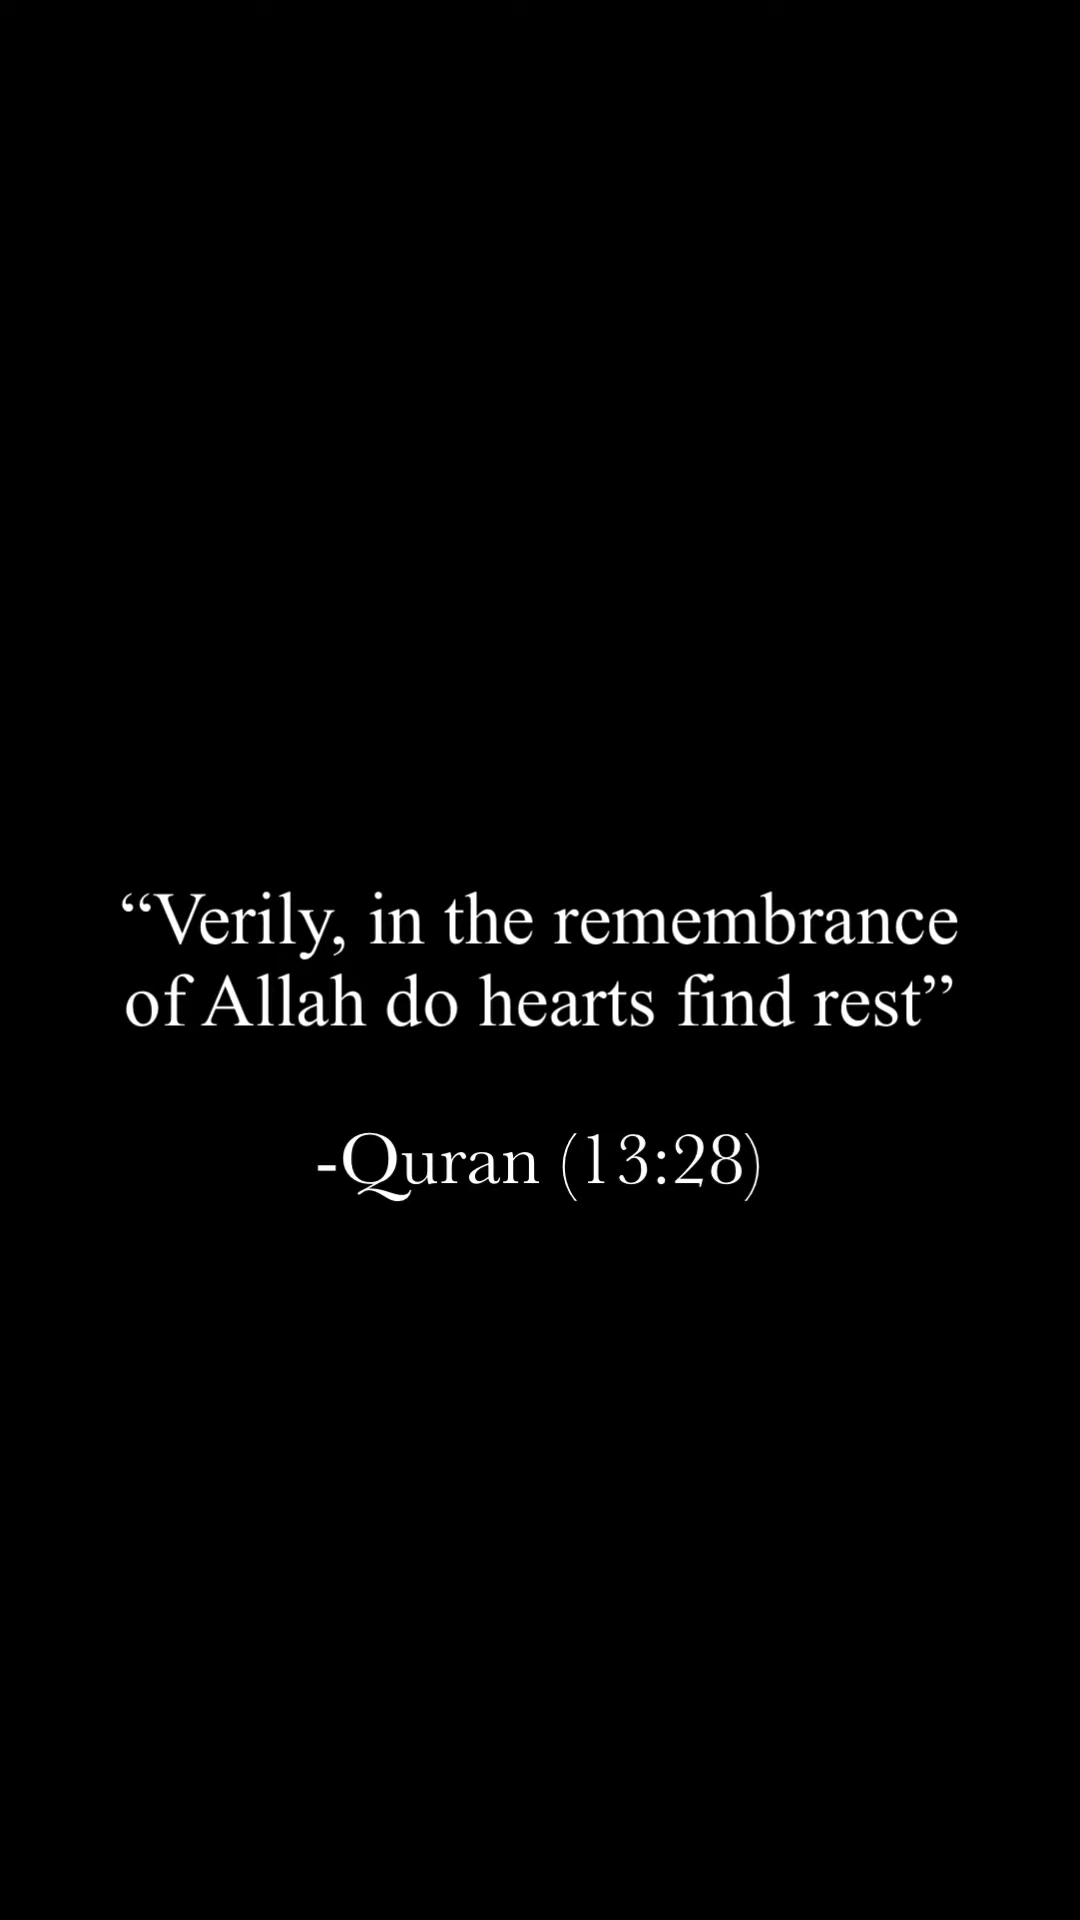 “Verily, in the remembrance
of Allah do hearts find rest”
-Quran (13:28)